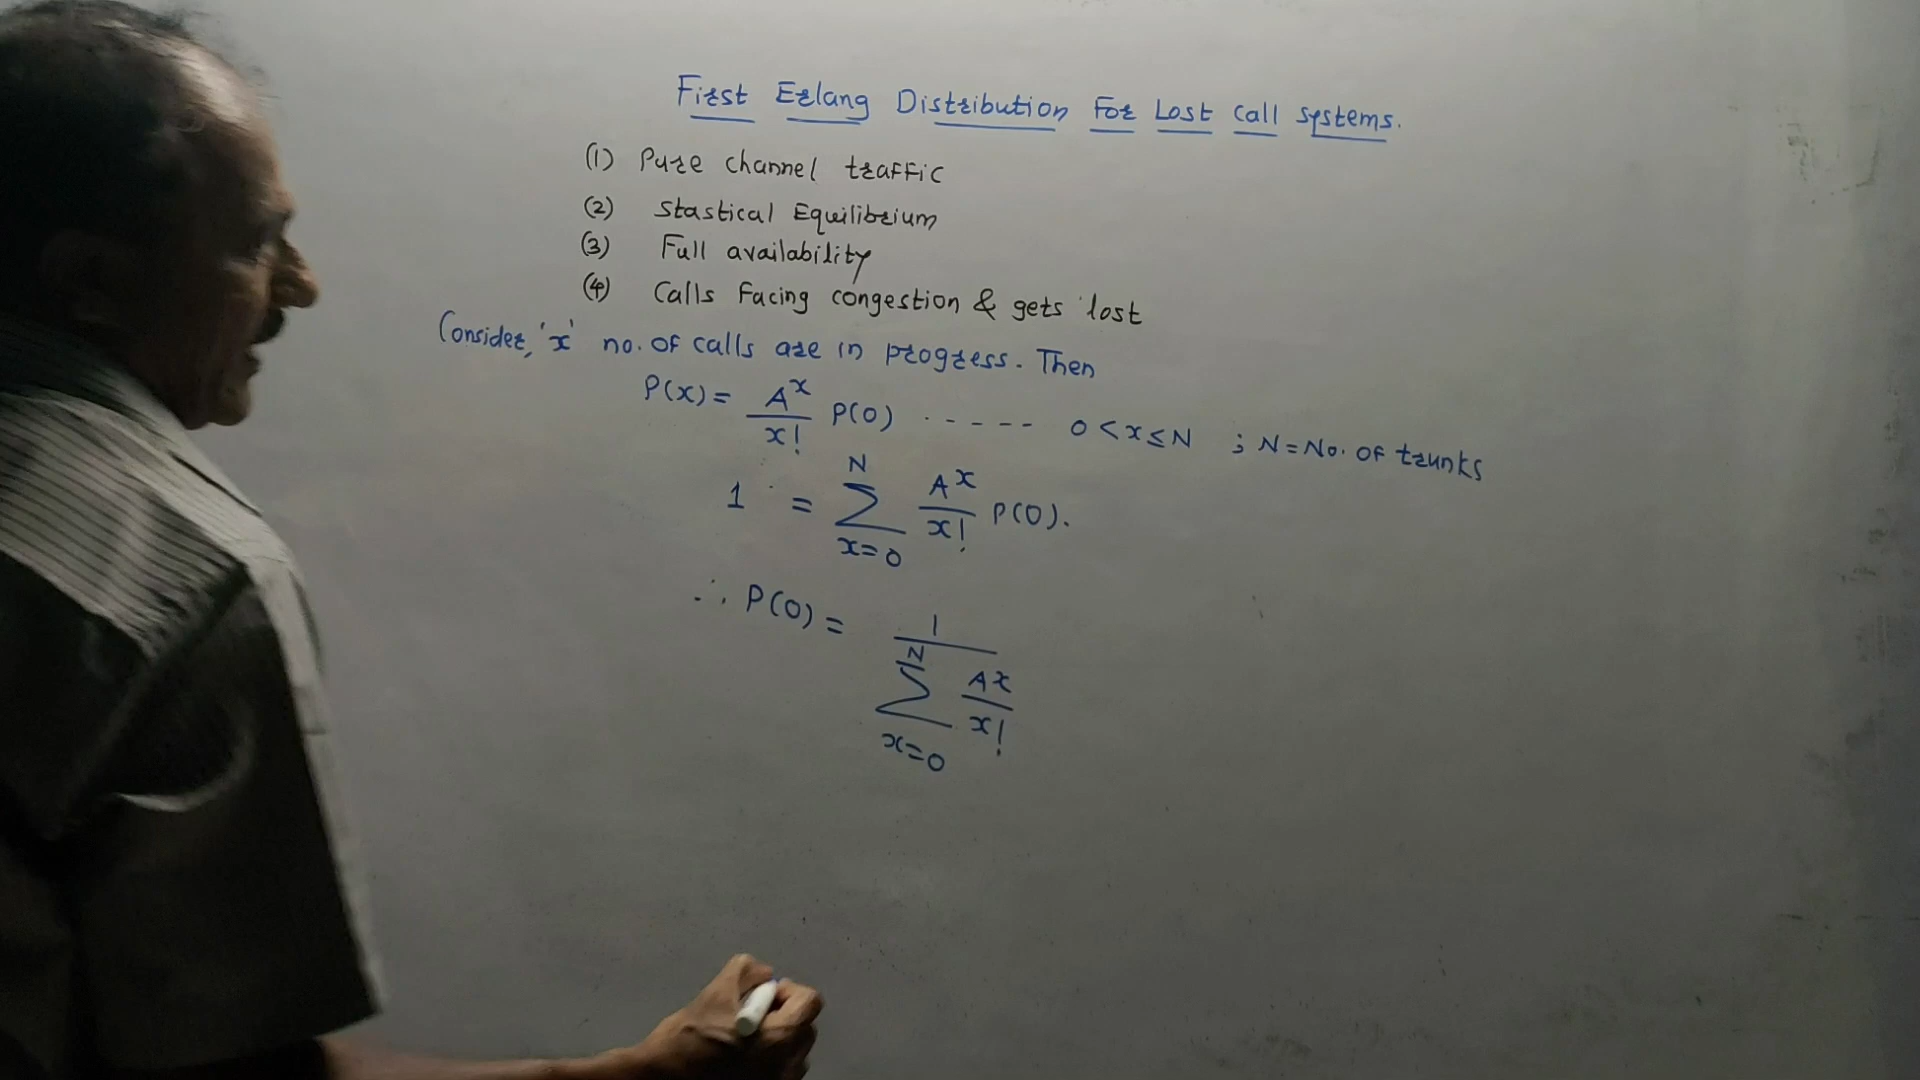 First Erlang Distribution For Lost Call Systems.
(1) Pure channel traffic
(2) Stastical Equilibrium
(3) Full availability
(4) Calls Facing congestion & gets lost
Consider, 'x' no. of calls are in progress. Then
P(x) = A^x / x! P(0) ----- 0 < x ≤ N ; N = No. of trunks
1 = ∑_{x=0}^{N} A^x / x! P(0).
∴ P(0) = 1 / ∑_{x=0}^{N} A^x / x!